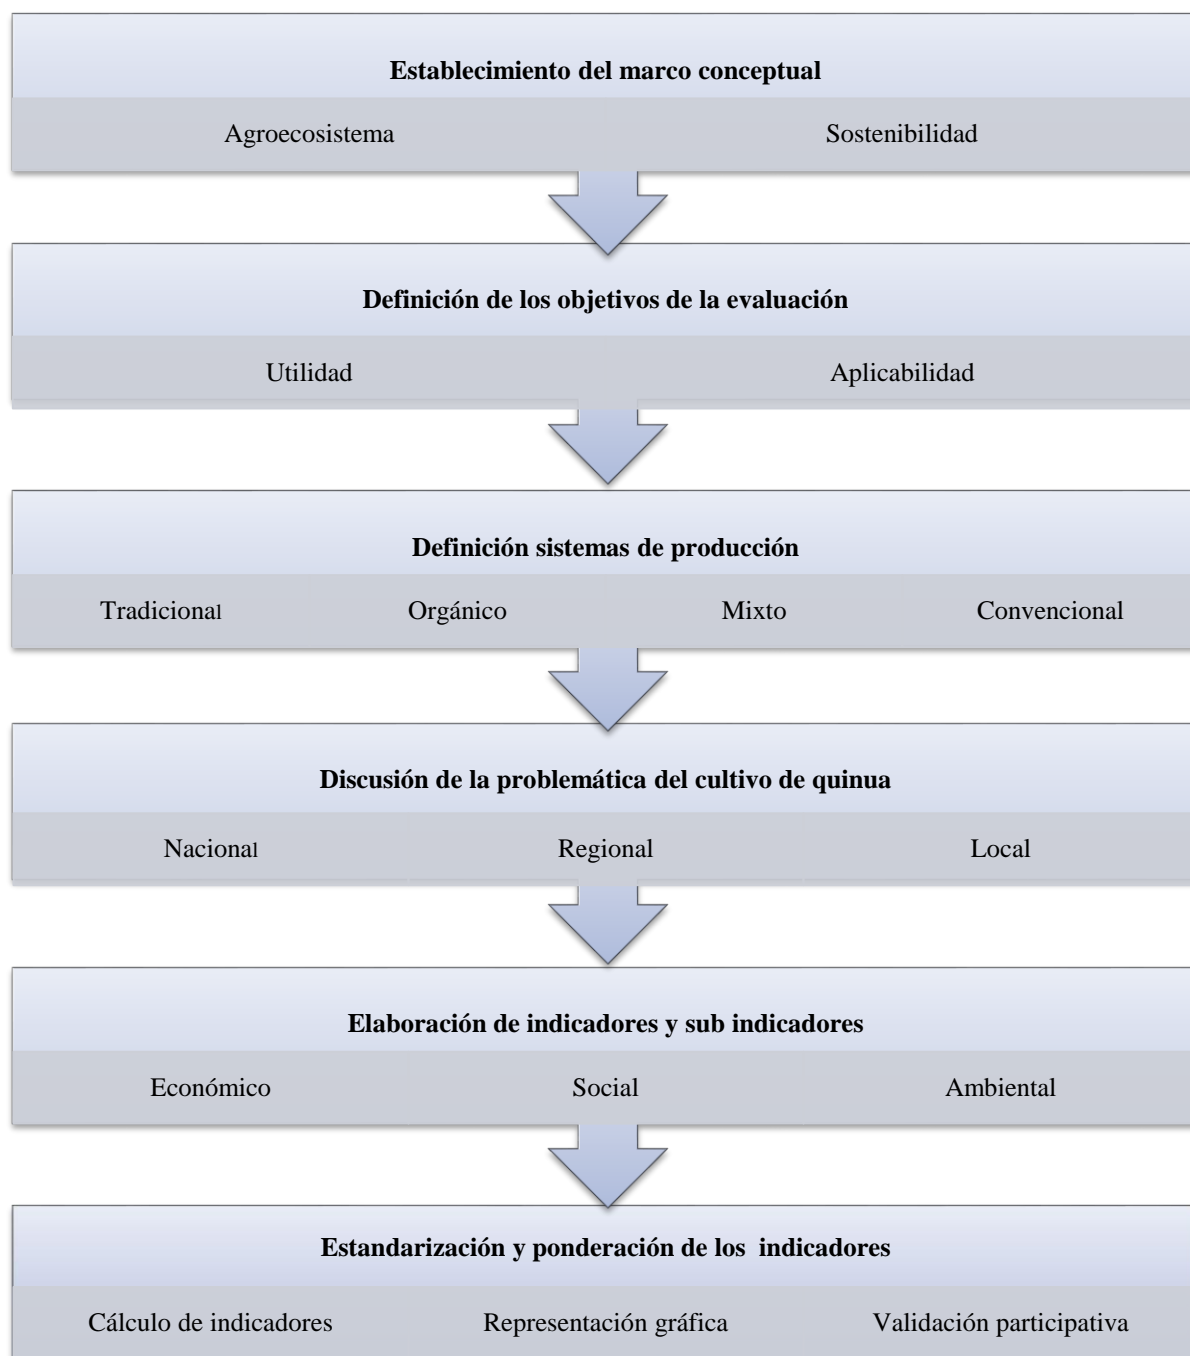 Establecimiento del marco conceptual
Agroecosistema Sostenibilidad
Definición de los objetivos de la evaluación
Utilidad Aplicabilidad
Definición sistemas de producción
Tradicional Orgánico Mixto Convencional
Discusión de la problemática del cultivo de quinua
Nacional Regional Local
Elaboración de indicadores y sub indicadores
Económico Social Ambiental
Estandarización y ponderación de los indicadores
Cálculo de indicadores Representación gráfica Validación participativa